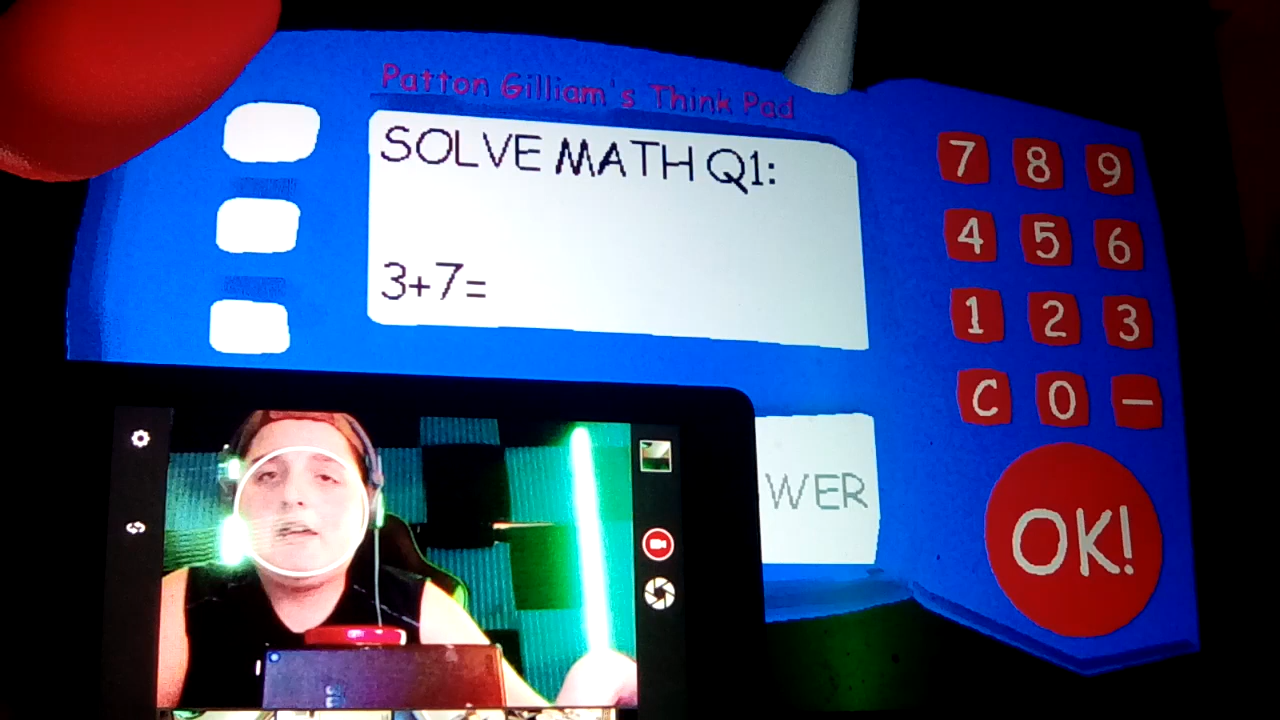 Patton Gilliam's Think Pad
SOLVE MATH Q1:
3+7=
7 8 9
4 5 6
1 2 3
C 0 −
WER
OK!